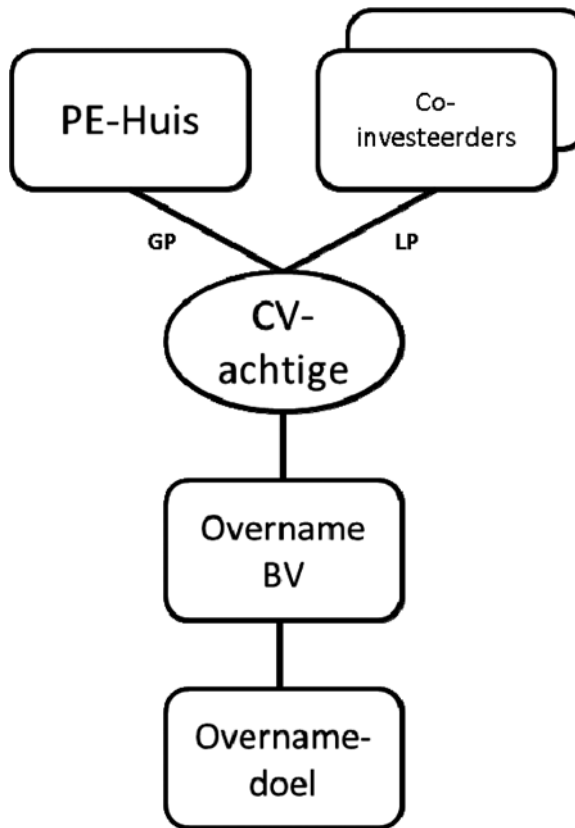 PE-Huis
Co-
investeerders
GP
LP
CV-
achtige
Overname
BV
Overname-
doel